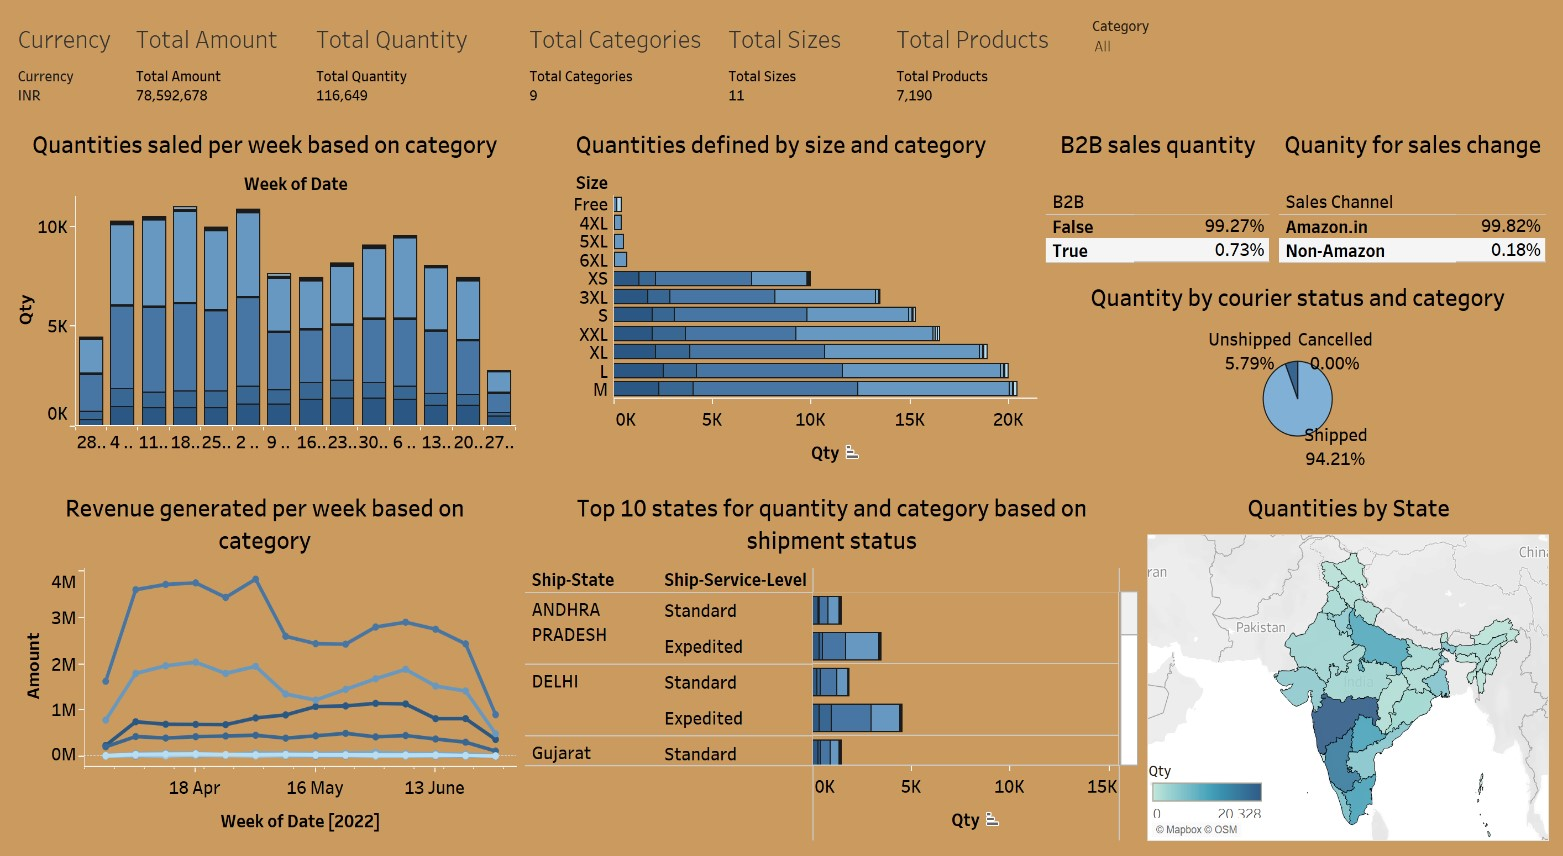 Currency Total Amount Total Quantity Total Categories Total Sizes Total Products
Category
All
Currency Total Amount Total Quantity Total Categories Total Sizes Total Products
INR 78,592,678 116,649 9 11 7,190
Quantities saled per week based on category
Week of Date
Qty
10K
5K
0K
28.. 4 .. 11.. 18.. 25.. 2 .. 9 .. 16.. 23.. 30.. 6 .. 13.. 20.. 27..
Quantities defined by size and category
Size
Free
4XL
5XL
6XL
XS
3XL
S
XXL
XL
L
M
0K 5K 10K 15K 20K
Qty
B2B sales quantity
B2B
False 99.27%
True 0.73%
Quanity for sales change
Sales Channel
Amazon.in 99.82%
Non-Amazon 0.18%
Quantity by courier status and category
Unshipped Cancelled
5.79% 0.00%
Shipped
94.21%
Revenue generated per week based on
category
Amount
4M
3M
2M
1M
0M
18 Apr 16 May 13 June
Week of Date [2022]
Top 10 states for quantity and category based on
shipment status
Ship-State Ship-Service-Level
ANDHRA
PRADESH
Standard
Expedited
DELHI Standard
Expedited
Gujarat Standard
0K 5K 10K 15K
Qty
Quantities by State
ran
China
Pakistan
India
Qty
0 20,328
© Mapbox © OSM